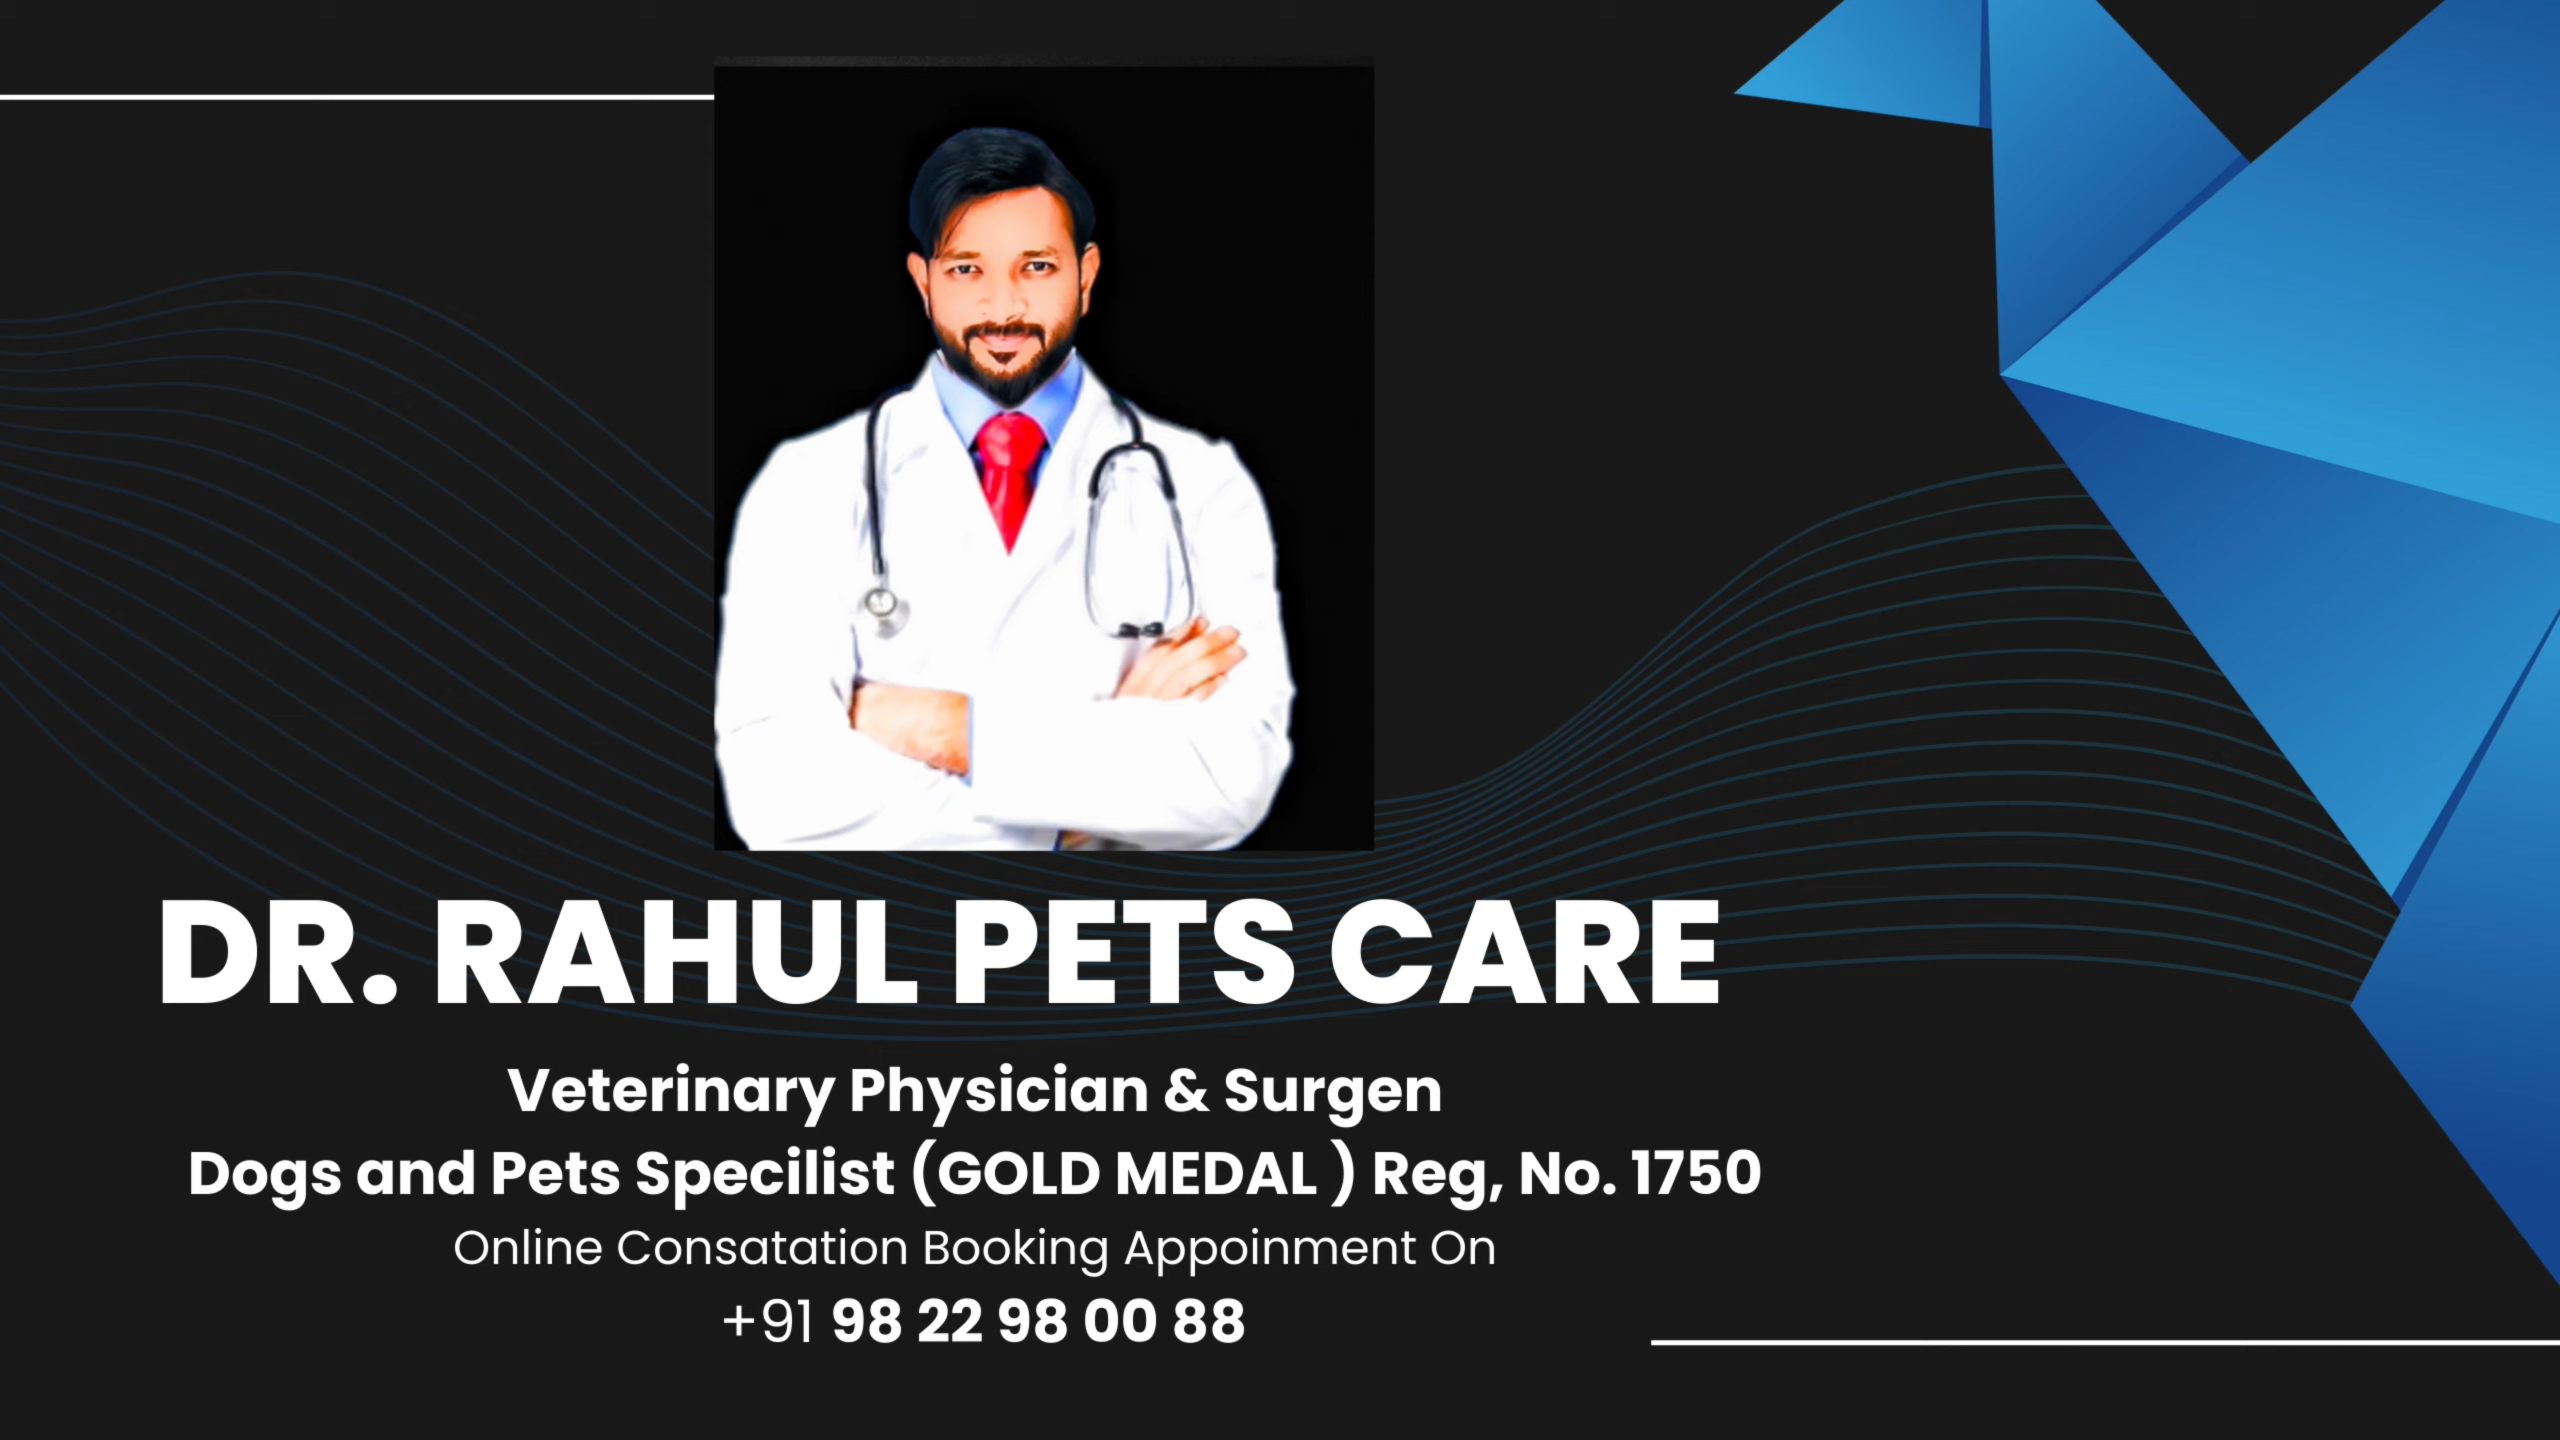 DR. RAHUL PETS CARE
Veterinary Physician & Surgen
Dogs and Pets Specilist (GOLD MEDAL ) Reg, No. 1750
Online Consatation Booking Appoinment On
+91 98 22 98 00 88